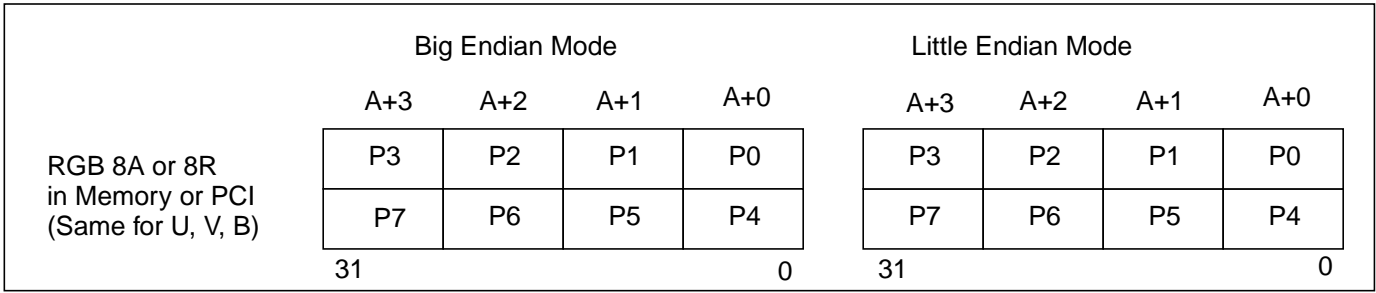 Big Endian Mode Little Endian Mode
A+3 A+2 A+1 A+0 A+3 A+2 A+1 A+0
RGB 8A or 8R
in Memory or PCI
(Same for U, V, B)
P3 P2 P1 P0 P3 P2 P1 P0
P7 P6 P5 P4 P7 P6 P5 P4
31 0 31 0